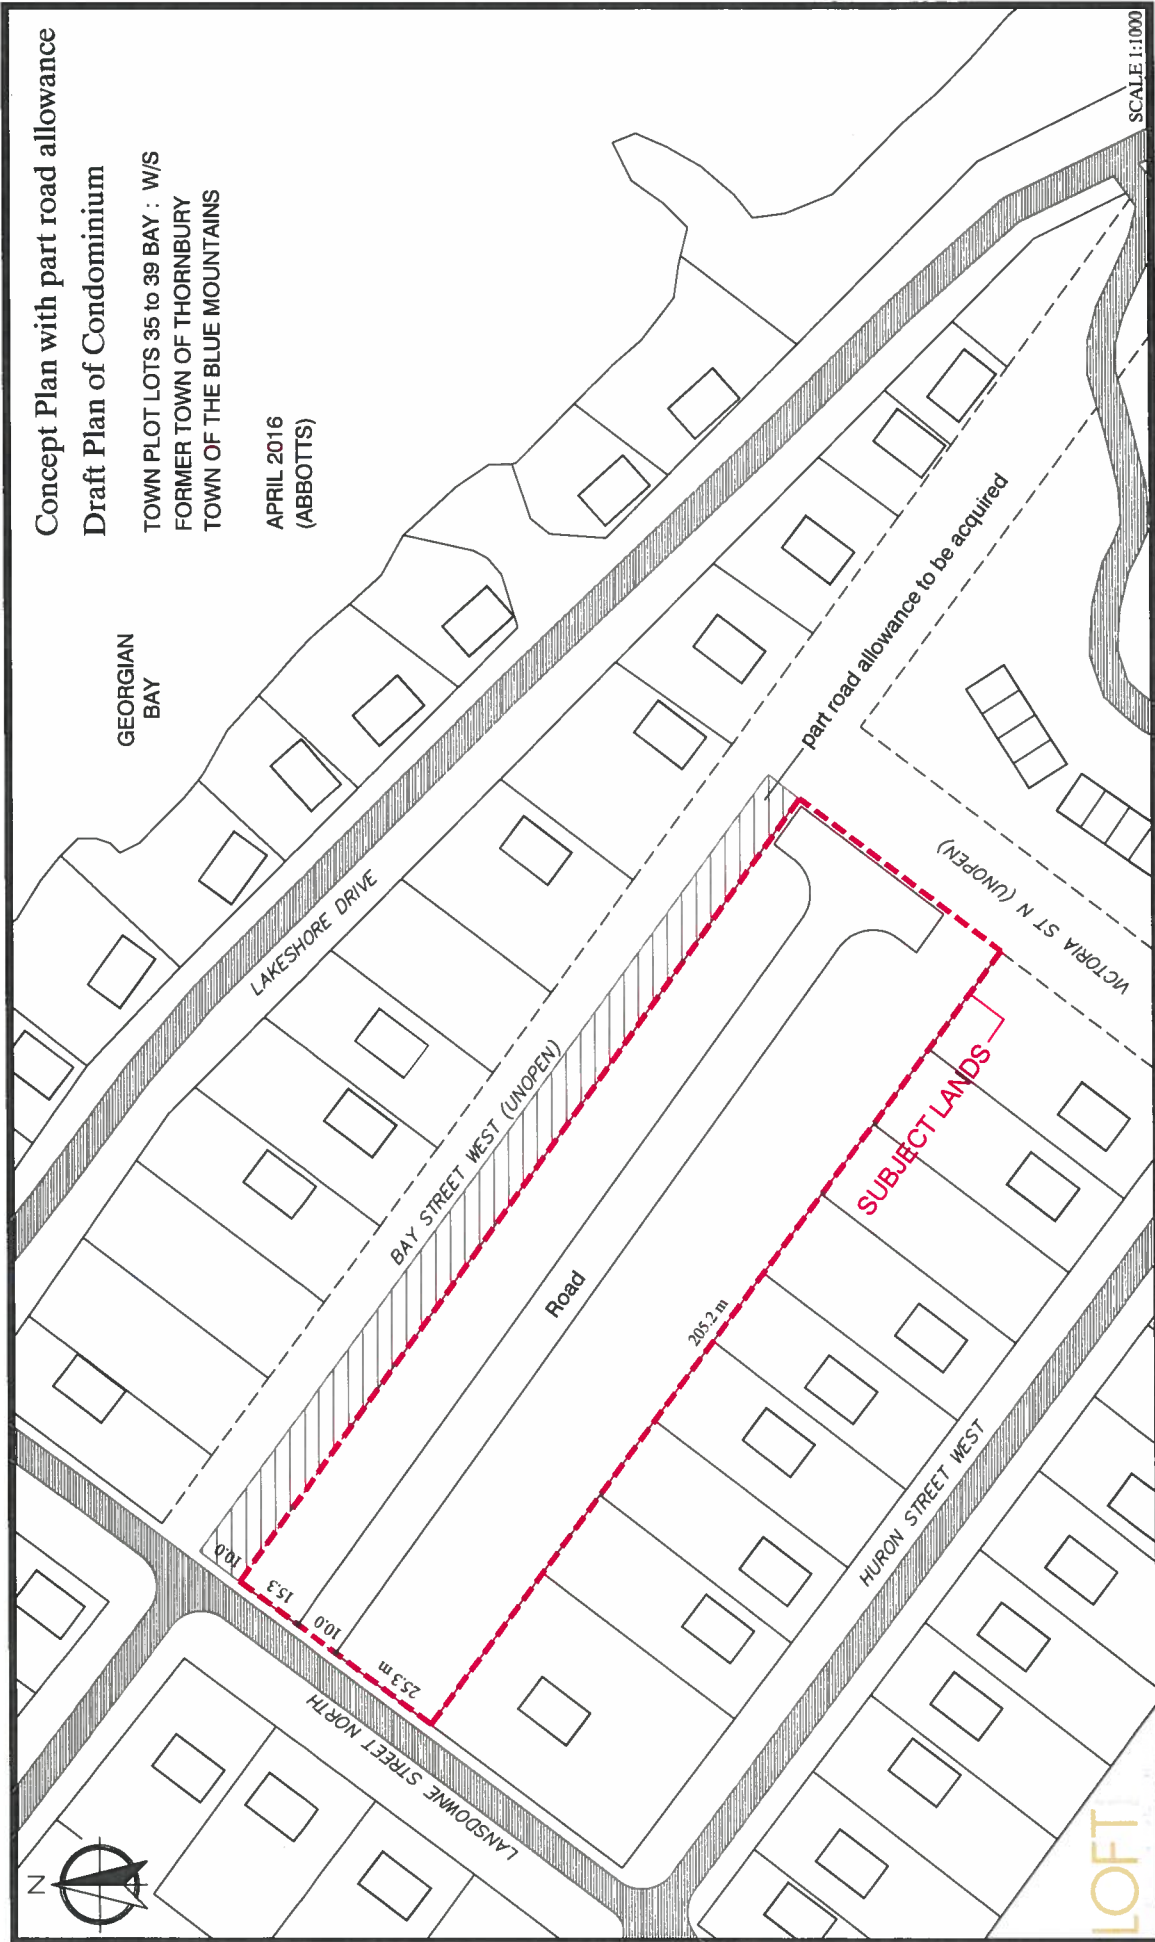 Concept Plan with part road allowance
Draft Plan of Condominium
TOWN PLOT LOTS 35 to 39 BAY : W/S
FORMER TOWN OF THORNBURY
TOWN OF THE BLUE MOUNTAINS
APRIL 2016
(ABBOTTS)
GEORGIAN
BAY
N
LAKESHORE DRIVE
BAY STREET WEST (UNOPEN)
part road allowance to be acquired
VICTORIA ST N (UNOPEN)
10.0
15.3
10.0
25.3 m
Road
205.2 m
SUBJECT LANDS
LANSDOWNE STREET NORTH
HURON STREET WEST
LOFT
SCALE 1:1000